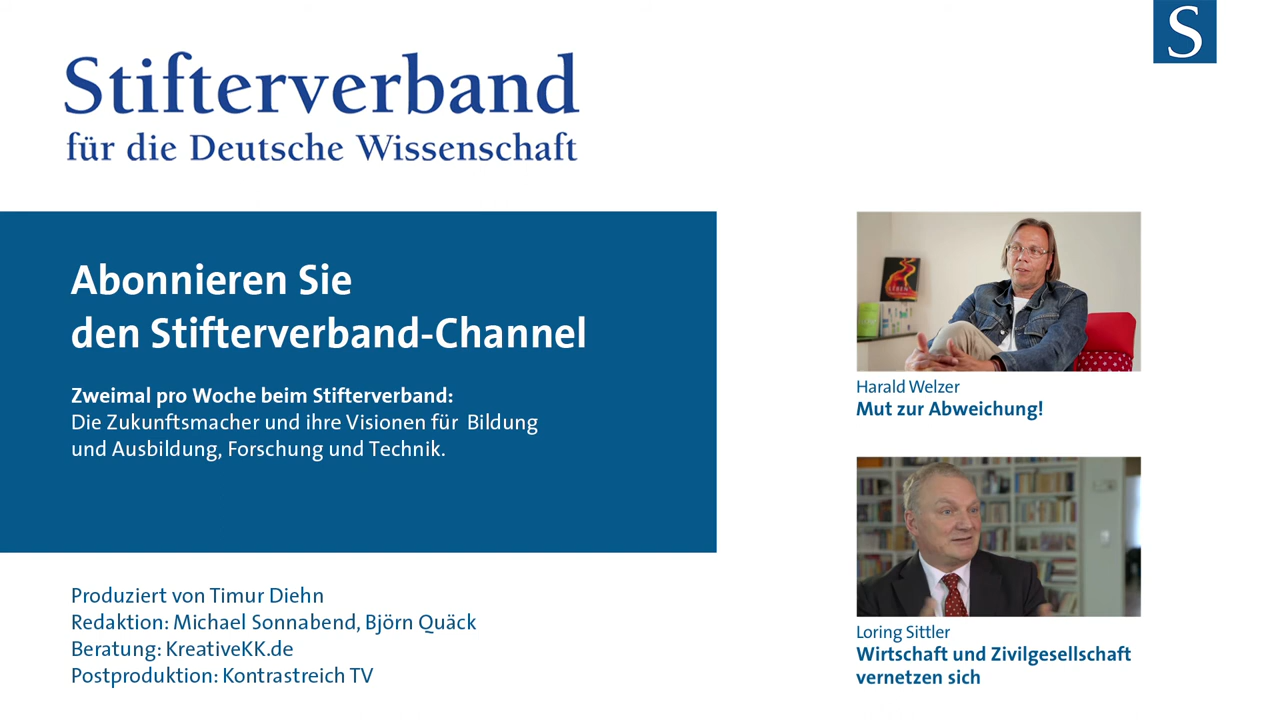 S
Stifterverband
für die Deutsche Wissenschaft
Abonnieren Sie
den Stifterverband-Channel
Zweimal pro Woche beim Stifterverband:
Die Zukunftsmacher und ihre Visionen für Bildung
und Ausbildung, Forschung und Technik.
Produziert von Timur Diehn
Redaktion: Michael Sonnabend, Björn Quäck
Beratung: KreativeKK.de
Postproduktion: Kontrastreich TV
LEBEN
Harald Welzer
Mut zur Abweichung!
Loring Sittler
Wirtschaft und Zivilgesellschaft
vernetzen sich